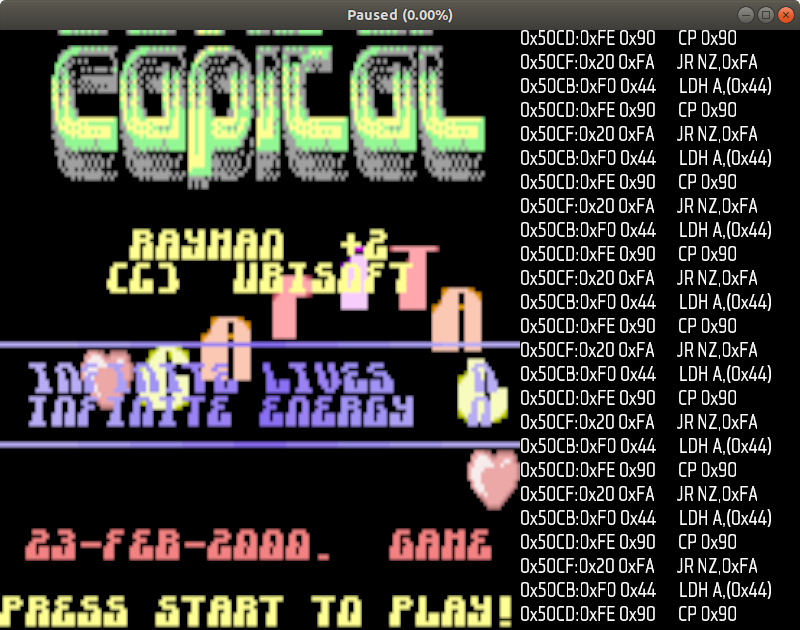 Paused (0.00%)
Capital
RAYMAN +2
(C) UBISOFT
INFINITE LIVES N
INFINITE ENERGY N
23-FEB-2000. GAME
PRESS START TO PLAY!
0x50CD:0xFE 0x90 CP 0x90
0x50CF:0x20 0xFA JR NZ,0xFA
0x50CB:0xF0 0x44 LDH A,(0x44)
0x50CD:0xFE 0x90 CP 0x90
0x50CF:0x20 0xFA JR NZ,0xFA
0x50CB:0xF0 0x44 LDH A,(0x44)
0x50CD:0xFE 0x90 CP 0x90
0x50CF:0x20 0xFA JR NZ,0xFA
0x50CB:0xF0 0x44 LDH A,(0x44)
0x50CD:0xFE 0x90 CP 0x90
0x50CF:0x20 0xFA JR NZ,0xFA
0x50CB:0xF0 0x44 LDH A,(0x44)
0x50CD:0xFE 0x90 CP 0x90
0x50CF:0x20 0xFA JR NZ,0xFA
0x50CB:0xF0 0x44 LDH A,(0x44)
0x50CD:0xFE 0x90 CP 0x90
0x50CF:0x20 0xFA JR NZ,0xFA
0x50CB:0xF0 0x44 LDH A,(0x44)
0x50CD:0xFE 0x90 CP 0x90
0x50CF:0x20 0xFA JR NZ,0xFA
0x50CB:0xF0 0x44 LDH A,(0x44)
0x50CD:0xFE 0x90 CP 0x90
0x50CF:0x20 0xFA JR NZ,0xFA
0x50CB:0xF0 0x44 LDH A,(0x44)
0x50CD:0xFE 0x90 CP 0x90